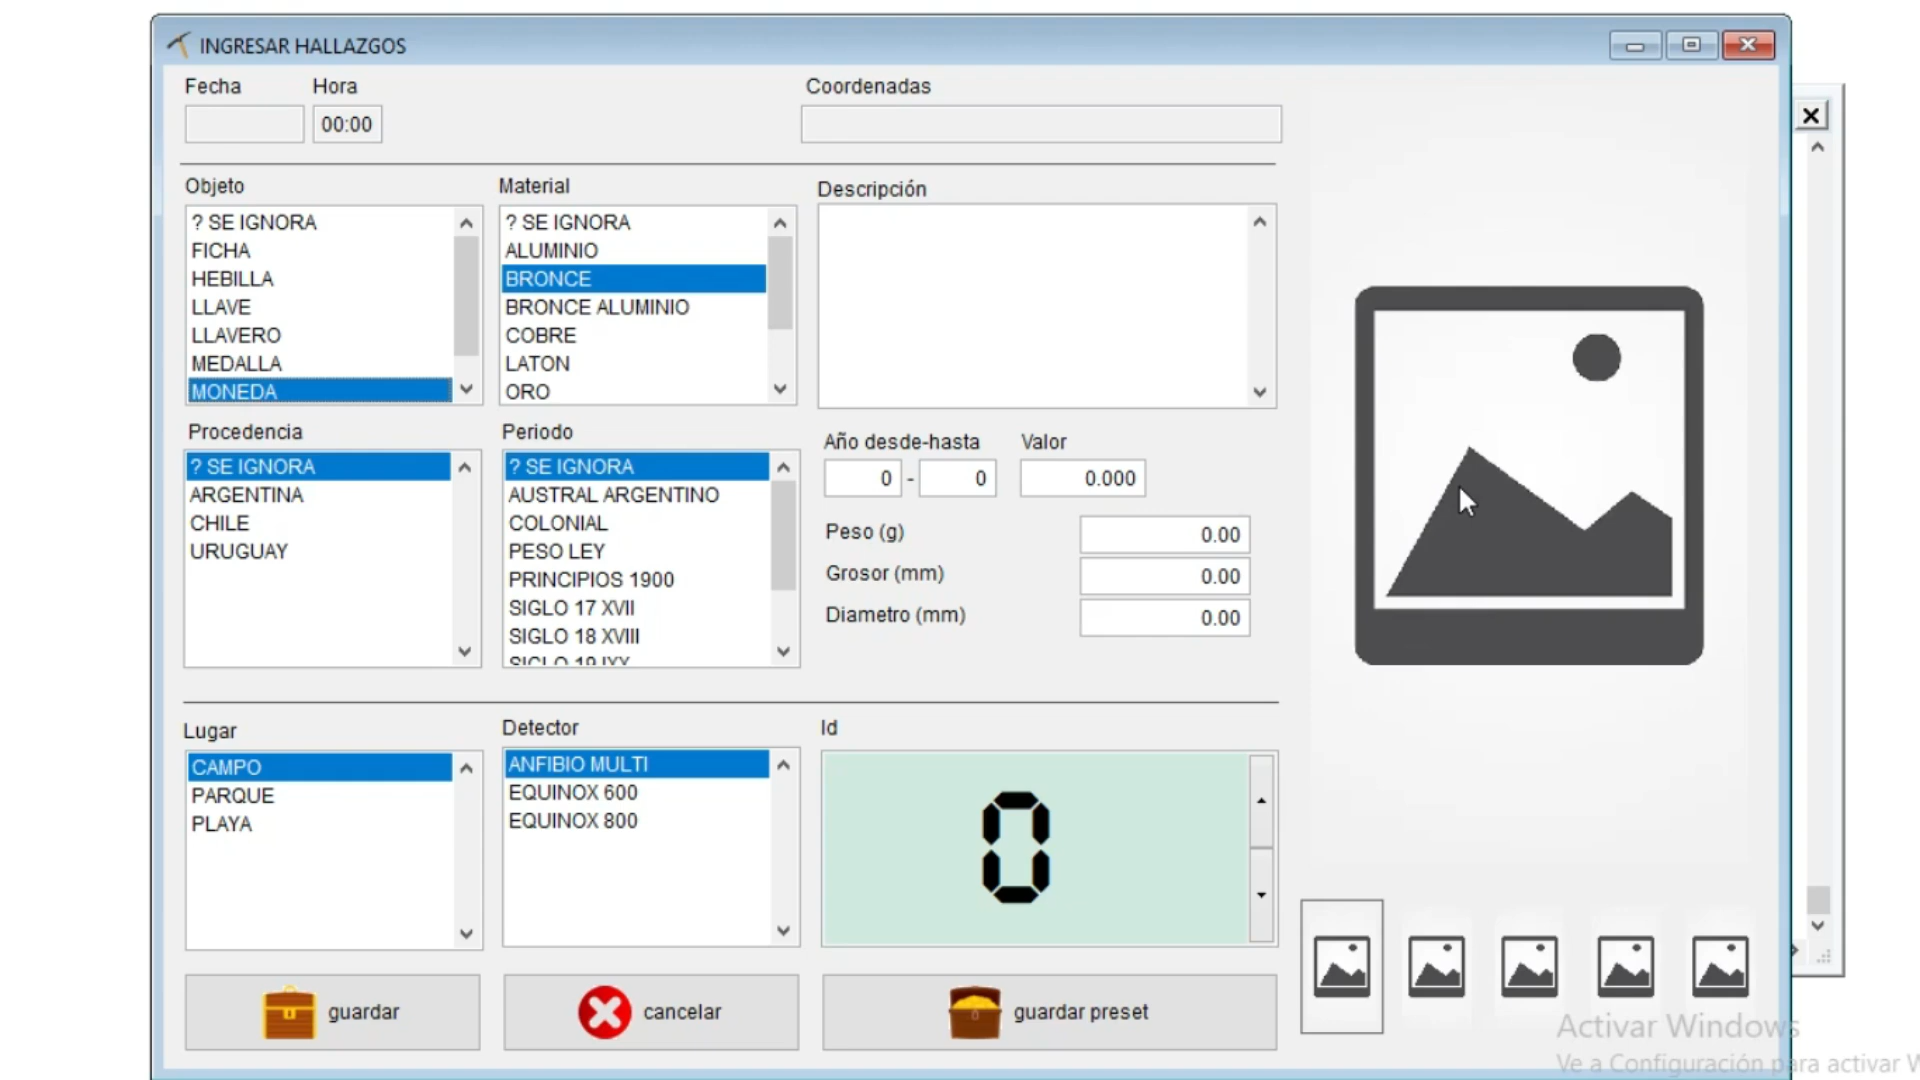 INGRESAR HALLAZGOS
Fecha Hora Coordenadas
00:00
Objeto Material Descripción
? SE IGNORA
FICHA
HEBILLA
LLAVE
LLAVERO
MEDALLA
MONEDA
? SE IGNORA
ALUMINIO
BRONCE
BRONCE ALUMINIO
COBRE
LATON
ORO
Procedencia Periodo
? SE IGNORA
ARGENTINA
CHILE
URUGUAY
? SE IGNORA
AUSTRAL ARGENTINO
COLONIAL
PESO LEY
PRINCIPIOS 1900
SIGLO 17 XVII
SIGLO 18 XVIII
Año desde-hasta Valor
0 - 0 0.000
Peso (g) 0.00
Grosor (mm) 0.00
Diametro (mm) 0.00
Lugar Detector Id
CAMPO
PARQUE
PLAYA
ANFIBIO MULTI
EQUINOX 600
EQUINOX 800
0
guardar cancelar guardar preset
Activar Windows
Ve a Configuración para activar W